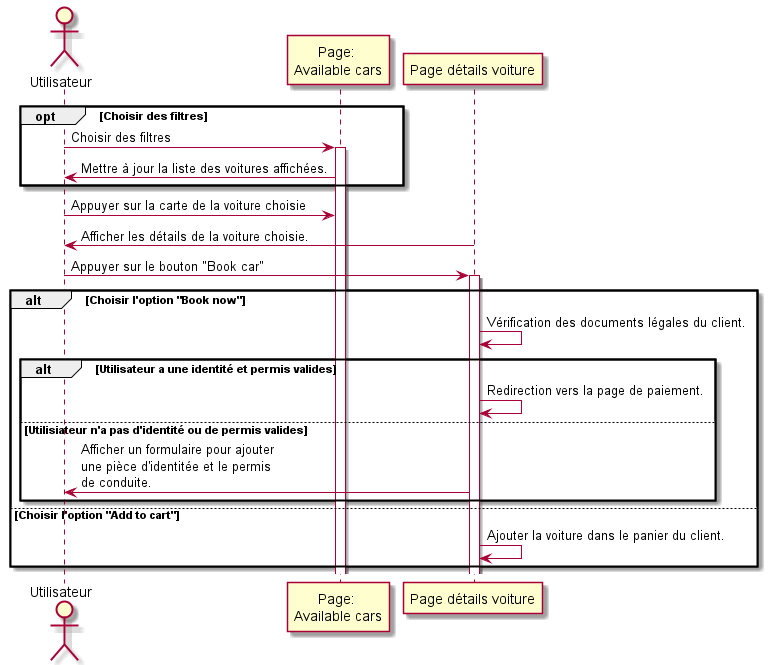 Utilisateur
Page:
Available cars
Page détails voiture
opt [Choisir des filtres]
Choisir des filtres
Mettre à jour la liste des voitures affichées.
Appuyer sur la carte de la voiture choisie
Afficher les détails de la voiture choisie.
Appuyer sur le bouton "Book car"
alt [Choisir l'option "Book now"]
Vérification des documents légales du client.
alt [Utilisateur a une identité et permis valides]
Redirection vers la page de paiement.
[Utilisiateur n'a pas d'identité ou de permis valides]
Afficher un formulaire pour ajouter
une pièce d'identitée et le permis
de conduite.
[Choisir l'option "Add to cart"]
Ajouter la voiture dans le panier du client.
Utilisateur
Page:
Available cars
Page détails voiture